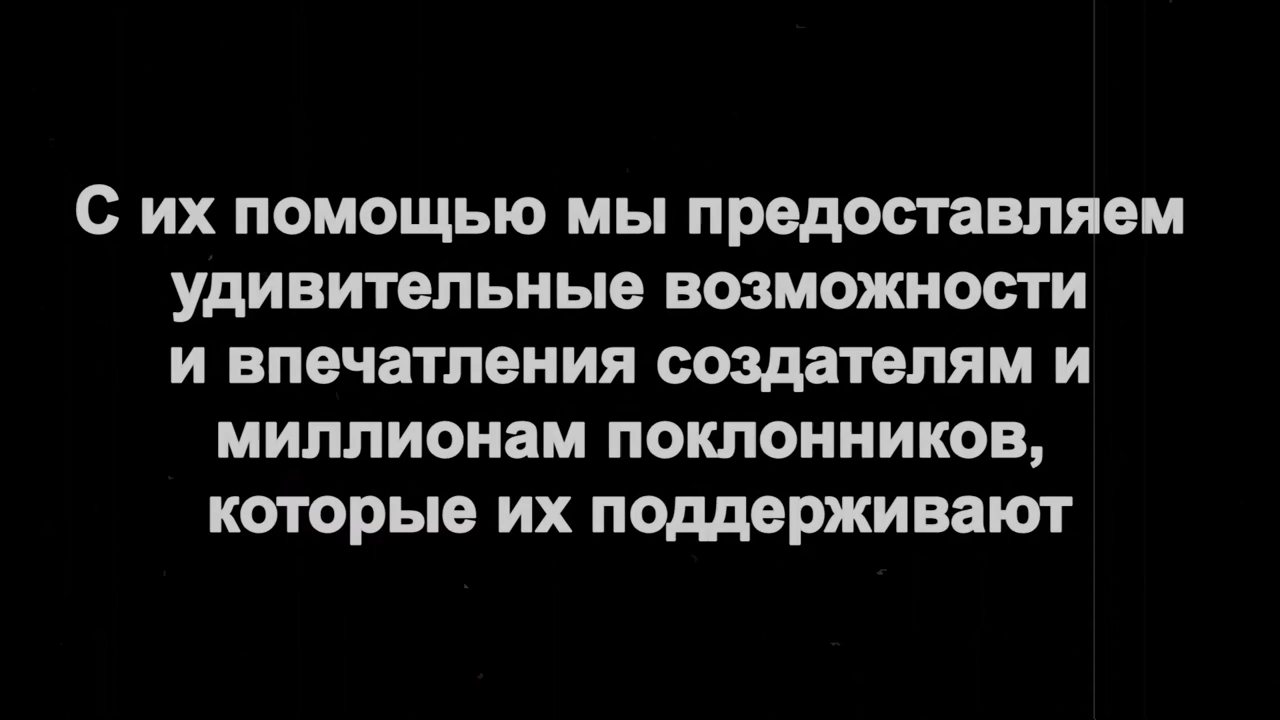 С их помощью мы предоставляем
удивительные возможности
и впечатления создателям и
миллионам поклонников,
которые их поддерживают